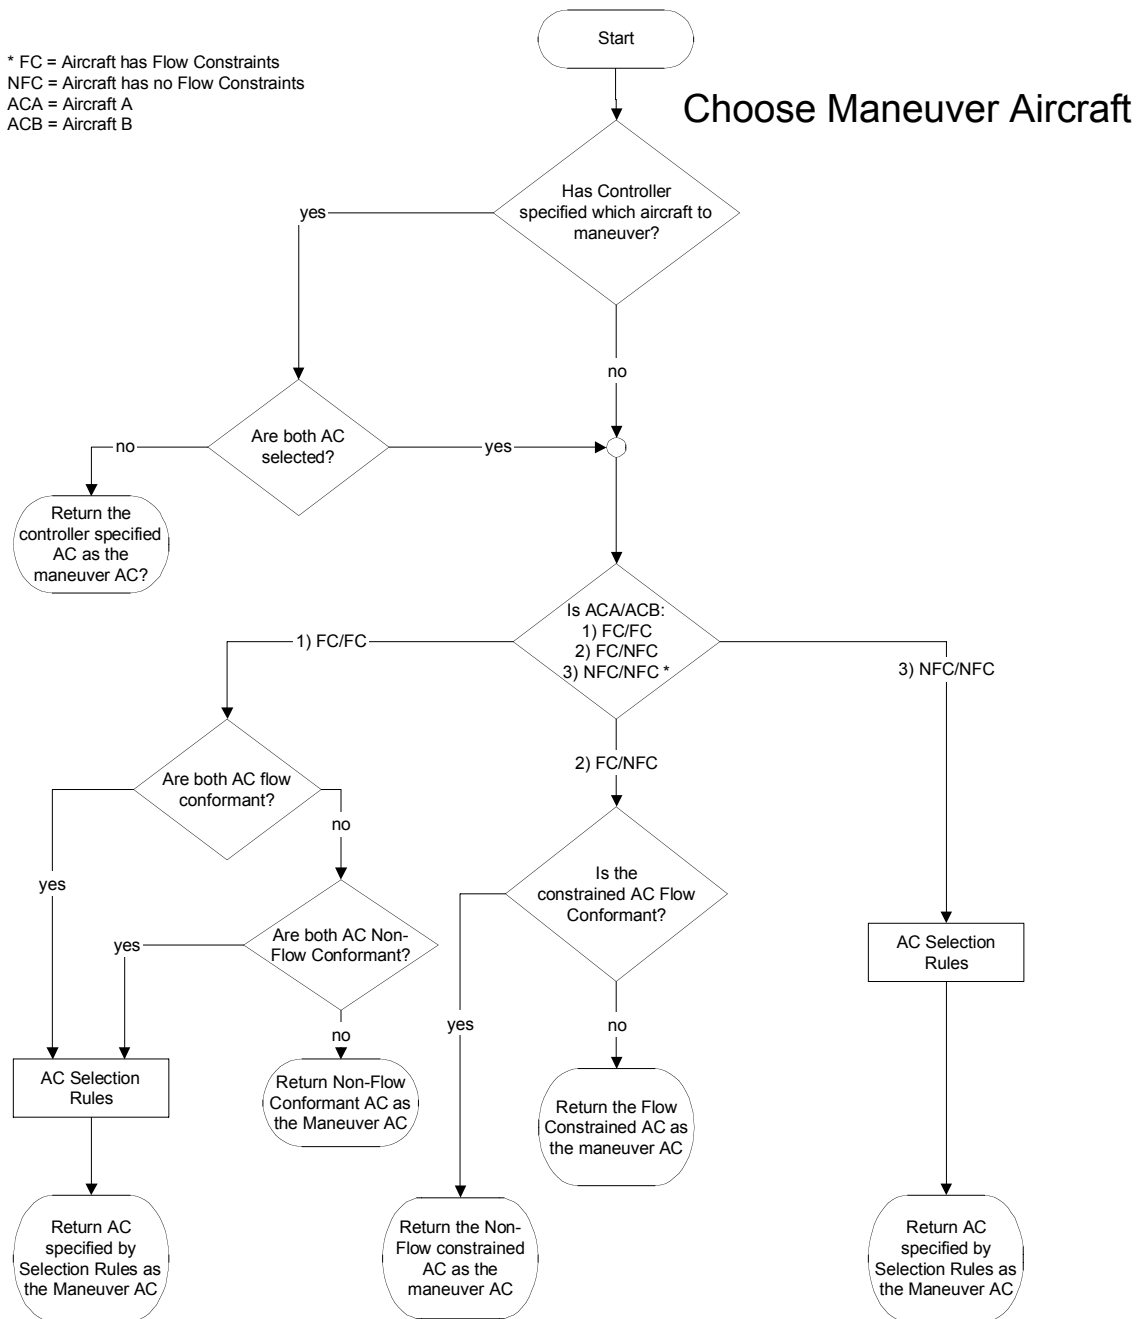 Start
* FC = Aircraft has Flow Constraints
NFC = Aircraft has no Flow Constraints
ACA = Aircraft A
ACB = Aircraft B
Choose Maneuver Aircraft
Has Controller
specified which aircraft to
maneuver?
yes
no
Are both AC
selected?
no
yes
Return the
controller specified
AC as the
maneuver AC?
Is ACA/ACB:
1) FC/FC
2) FC/NFC
3) NFC/NFC *
1) FC/FC
3) NFC/NFC
2) FC/NFC
Are both AC flow
conformant?
no
yes
Is the
constrained AC Flow
Conformant?
Are both AC Non-
Flow Conformant?
yes
AC Selection
Rules
yes
no
no
AC Selection
Rules
Return Non-Flow
Conformant AC as
the Maneuver AC
Return the Flow
Constrained AC as
the maneuver AC
Return AC
specified by
Selection Rules as
the Maneuver AC
Return the Non-
Flow constrained
AC as the
maneuver AC
Return AC
specified by
Selection Rules as
the Maneuver AC